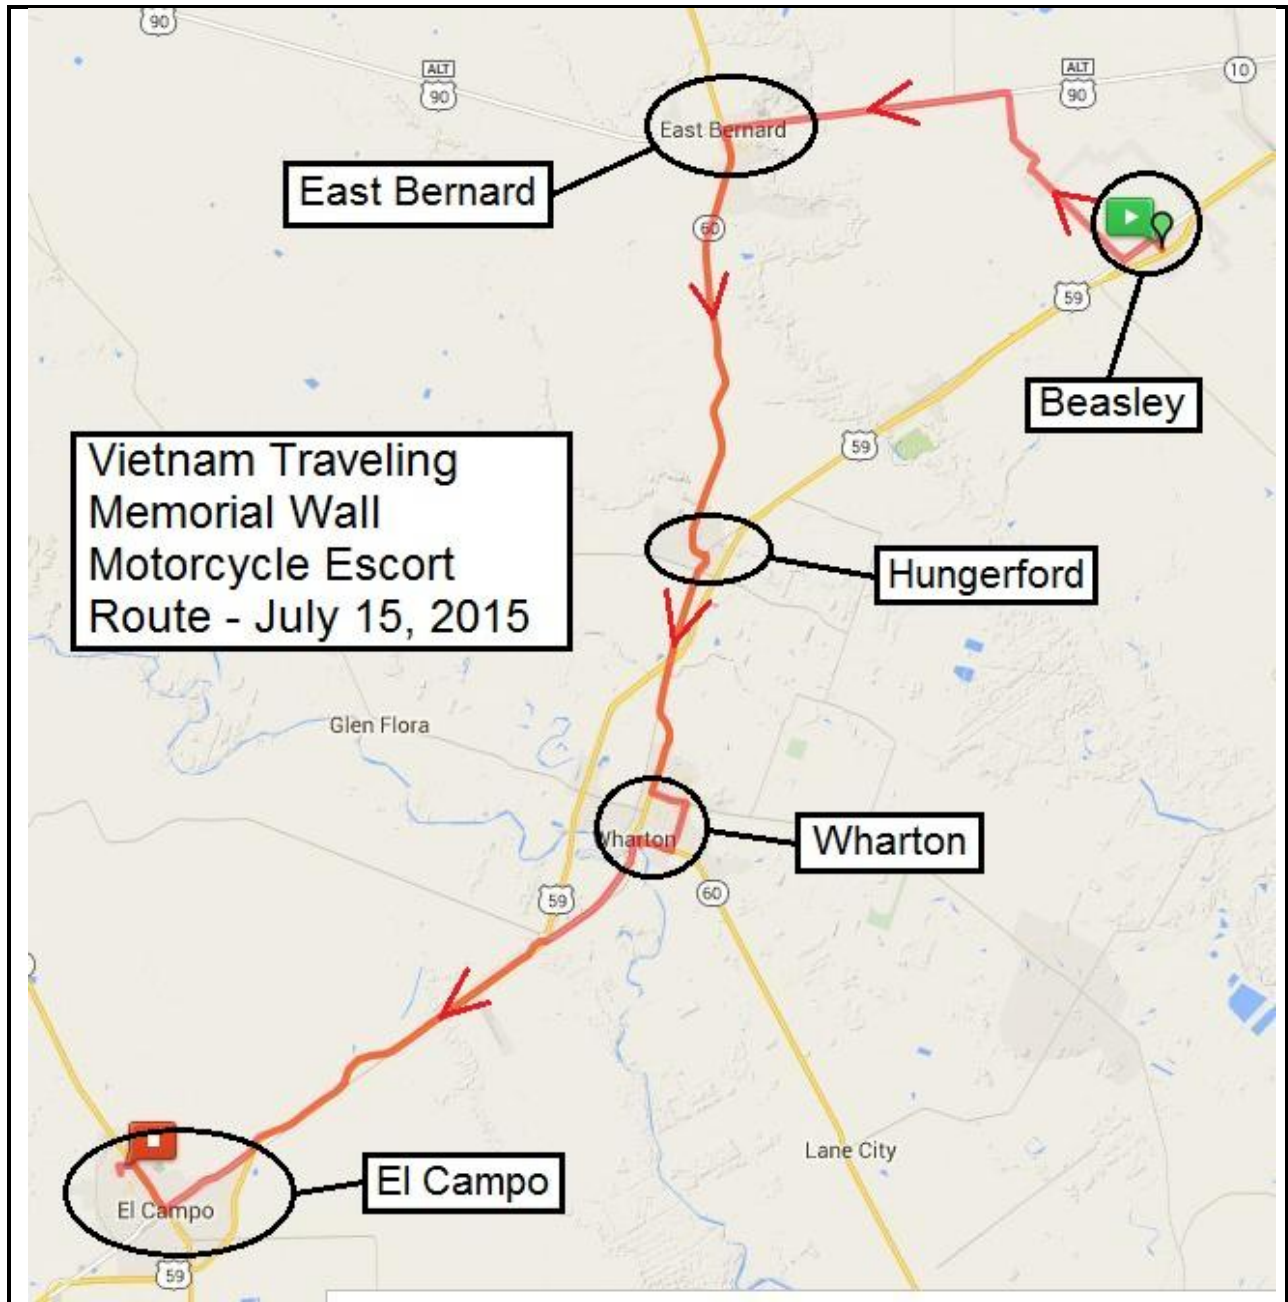 90
ALT
90
ALT
90
10
East Bernard
East Bernard
60
59
Beasley
59
Vietnam Traveling
Memorial Wall
Motorcycle Escort
Route - July 15, 2015
Hungerford
Glen Flora
Wharton
Wharton
59
60
Lane City
El Campo
El Campo
59